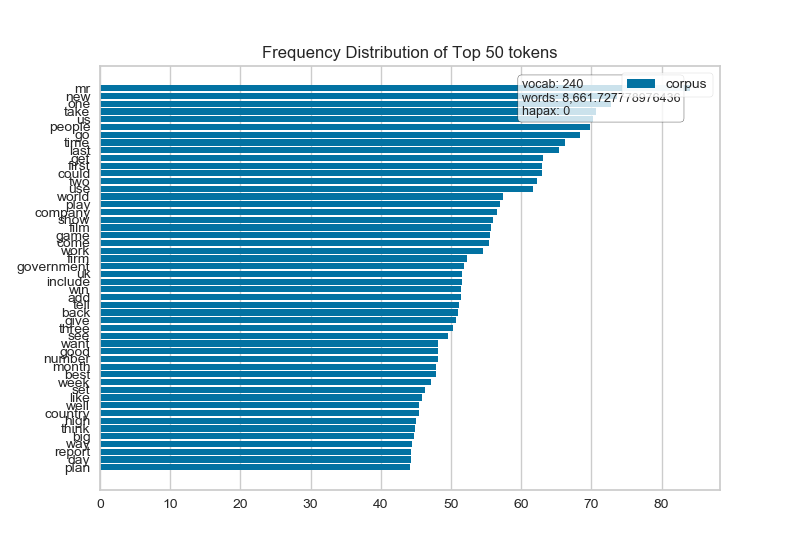 Frequency Distribution of Top 50 tokens
vocab: 240
words: 8,661.727778976436
hapax: 0
corpus
mr
new
one
take
us
people
go
time
last
get
first
could
two
use
world
play
company
show
film
game
come
work
firm
government
uk
include
win
add
tell
back
give
three
see
want
good
number
month
best
week
set
like
well
country
high
think
big
way
report
day
plan
0 10 20 30 40 50 60 70 80